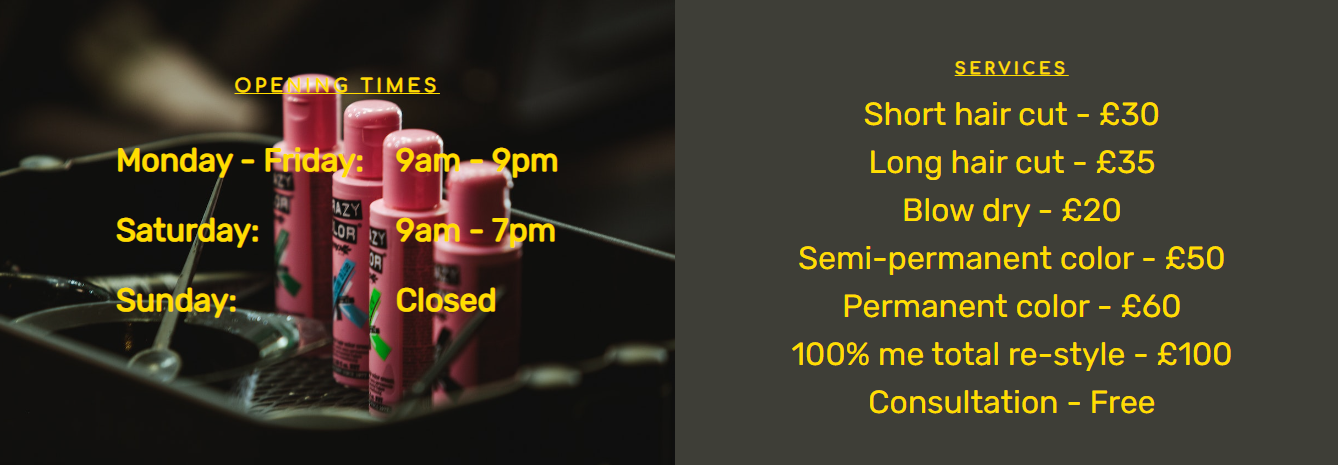 OPENING TIMES
Monday - Friday: 9am - 9pm
Saturday: 9am - 7pm
Sunday: Closed
RAZY
LOR
SERVICES
Short hair cut - £30
Long hair cut - £35
Blow dry - £20
Semi-permanent color - £50
Permanent color - £60
100% me total re-style - £100
Consultation - Free